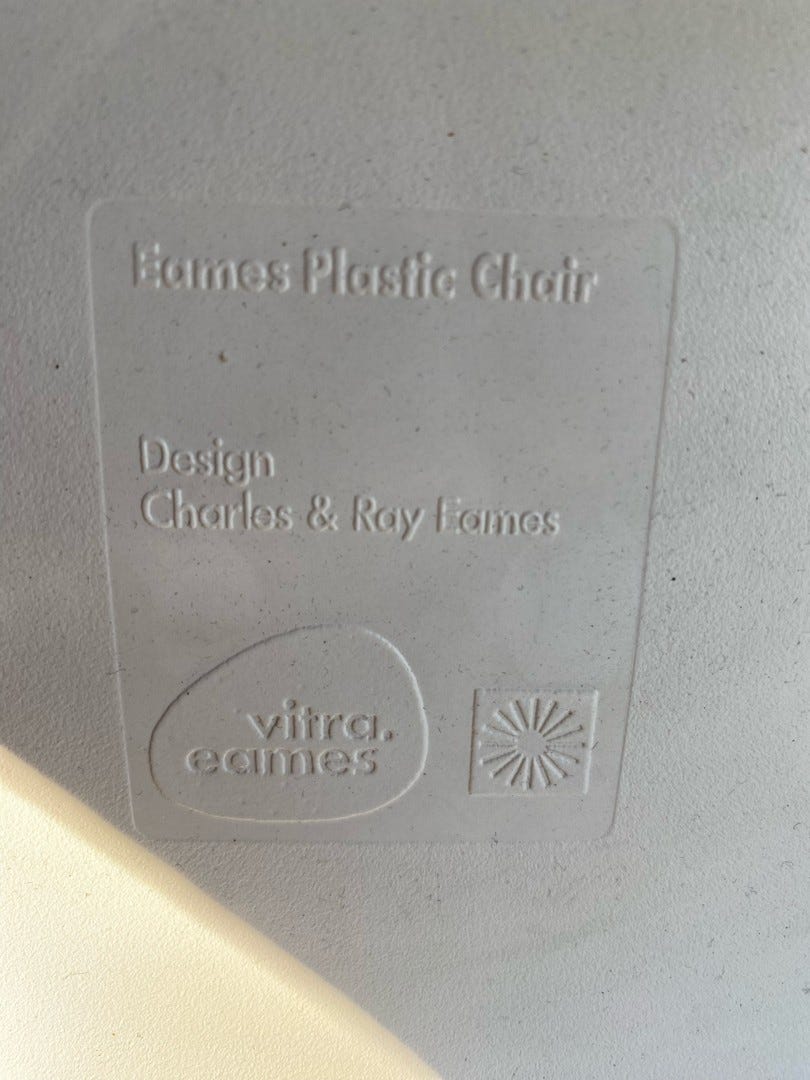 Eames Plastic Chair
Design
Charles & Ray Eames
vitra.
eames